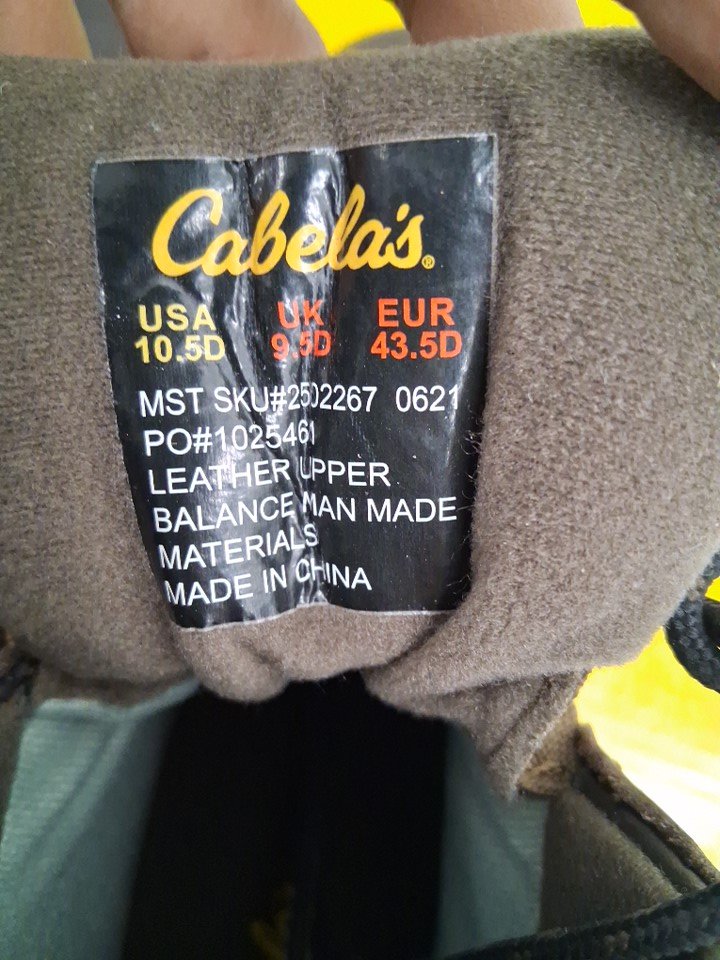 Cabela's®
USA UK EUR
10.5D 9.5D 43.5D
MST SKU#2502267 0621
PO#1025461
LEATHER UPPER
BALANCE MAN MADE
MATERIALS
MADE IN CHINA